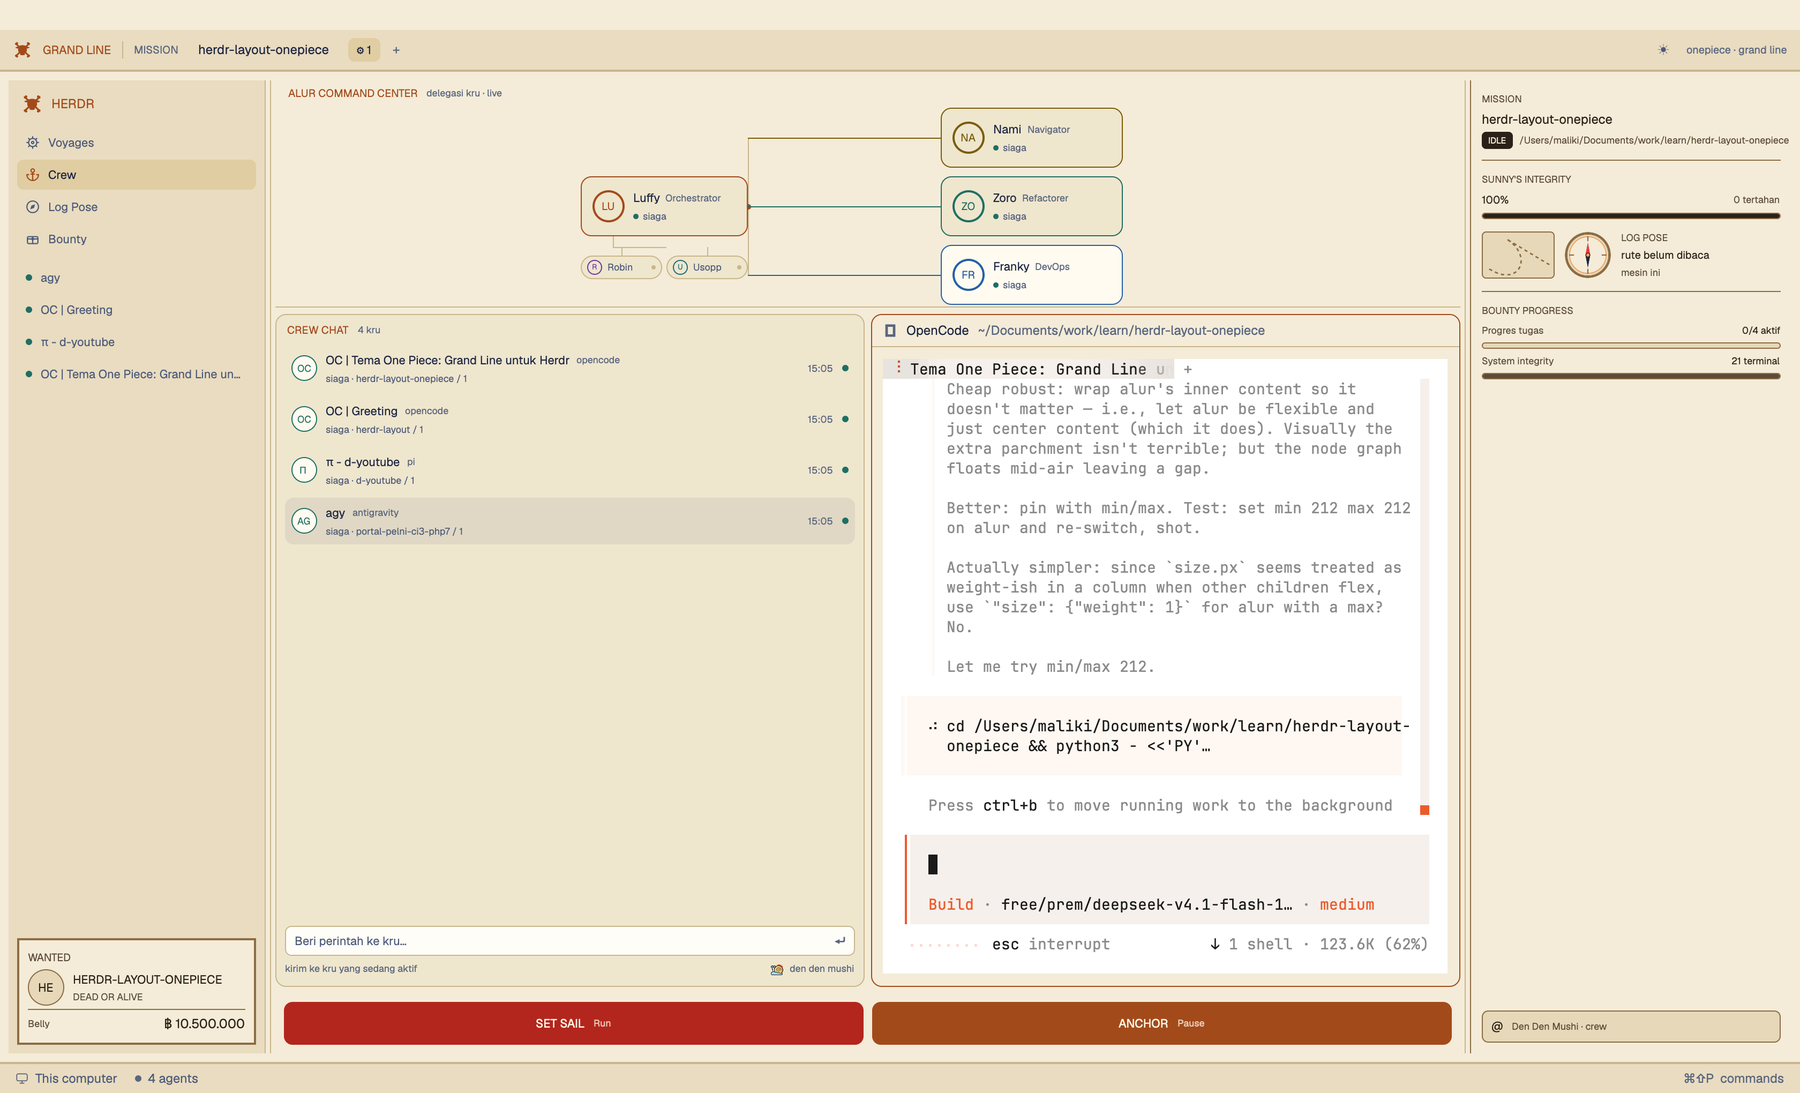 GRAND LINE
MISSION
herdr-layout-onepiece
1
+
onepiece · grand line
HERDR
Voyages
Crew
Log Pose
Bounty
agy
OC | Greeting
π - d-youtube
OC | Tema One Piece: Grand Line un...
WANTED
HE
HERDR-LAYOUT-ONEPIECE
DEAD OR ALIVE
Belly
฿ 10.500.000
ALUR COMMAND CENTER delegasi kru · live
LU
Luffy Orchestrator
siaga
R Robin
U Usopp
NA
Nami Navigator
siaga
ZO
Zoro Refactorer
siaga
FR
Franky DevOps
siaga
CREW CHAT 4 kru
OC
OC | Tema One Piece: Grand Line untuk Herdr opencode
siaga · herdr-layout-onepiece / 1
15:05
OC
OC | Greeting opencode
siaga · herdr-layout / 1
15:05
Π
π - d-youtube pi
siaga · d-youtube / 1
15:05
AG
agy antigravity
siaga · portal-pelni-ci3-php7 / 1
15:05
Beri perintah ke kru...
kirim ke kru yang sedang aktif
den den mushi
OpenCode ~/Documents/work/learn/herdr-layout-onepiece
Tema One Piece: Grand Line u +
Cheap robust: wrap alur's inner content so it
doesn't matter — i.e., let alur be flexible and
just center content (which it does). Visually the
extra parchment isn't terrible; but the node graph
floats mid-air leaving a gap.
Better: pin with min/max. Test: set min 212 max 212
on alur and re-switch, shot.
Actually simpler: since `size.px` seems treated as
weight-ish in a column when other children flex,
use `"size": {"weight": 1}` for alur with a max?
No.
Let me try min/max 212.
cd /Users/maliki/Documents/work/learn/herdr-layout-
onepiece && python3 - <<'PY'…
Press ctrl+b to move running work to the background
Build · free/prem/deepseek-v4.1-flash-1… · medium
esc interrupt
↓ 1 shell · 123.6K (62%)
SET SAIL Run
ANCHOR Pause
MISSION
herdr-layout-onepiece
IDLE /Users/maliki/Documents/work/learn/herdr-layout-onepiece
SUNNY'S INTEGRITY
100%
0 tertahan
LOG POSE
rute belum dibaca
mesin ini
BOUNTY PROGRESS
Progres tugas
0/4 aktif
System integrity
21 terminal
@ Den Den Mushi · crew
This computer
4 agents
⌘⇧P commands